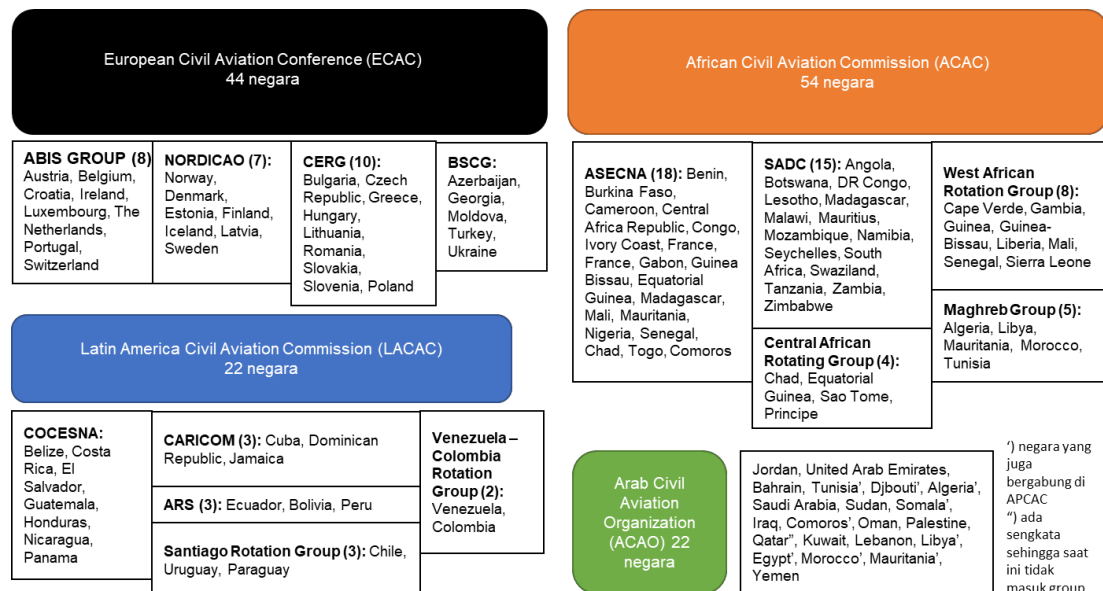 European Civil Aviation Conference (ECAC)
44 negara
ABIS GROUP (8)
Austria, Belgium,
Croatia, Ireland,
Luxembourg, The
Netherlands,
Portugal,
Switzerland
NORDICAO (7):
Norway,
Denmark,
Estonia, Finland,
Iceland, Latvia,
Sweden
CERG (10):
Bulgaria, Czech
Republic, Greece,
Hungary,
Lithuania,
Romania,
Slovakia,
Slovenia, Poland
BSCG:
Azerbaijan,
Georgia,
Moldova,
Turkey,
Ukraine
African Civil Aviation Commission (ACAC)
54 negara
ASECNA (18): Benin,
Burkina Faso,
Cameroon, Central
Africa Republic, Congo,
Ivory Coast, France,
France, Gabon, Guinea
Bissau, Equatorial
Guinea, Madagascar,
Mali, Mauritania,
Nigeria, Senegal,
Chad, Togo, Comoros
SADC (15): Angola,
Botswana, DR Congo,
Lesotho, Madagascar,
Malawi, Mauritius,
Mozambique, Namibia,
Seychelles, South
Africa, Swaziland,
Tanzania, Zambia,
Zimbabwe
Central African
Rotating Group (4):
Chad, Equatorial
Guinea, Sao Tome,
Principe
West African
Rotation Group (8):
Cape Verde, Gambia,
Guinea, Guinea-
Bissau, Liberia, Mali,
Senegal, Sierra Leone
Maghreb Group (5):
Algeria, Libya,
Mauritania, Morocco,
Tunisia
Latin America Civil Aviation Commission (LACAC)
22 negara
COCESNA:
Belize, Costa
Rica, El
Salvador,
Guatemala,
Honduras,
Nicaragua,
Panama
CARICOM (3): Cuba, Dominican
Republic, Jamaica
ARS (3): Ecuador, Bolivia, Peru
Santiago Rotation Group (3): Chile,
Uruguay, Paraguay
Venezuela –
Colombia
Rotation
Group (2):
Venezuela,
Colombia
Arab Civil
Aviation
Organization
(ACAO) 22
negara
Jordan, United Arab Emirates,
Bahrain, Tunisia’, Djbouti’, Algeria’,
Saudi Arabia, Sudan, Somala’,
Iraq, Comoros’, Oman, Palestine,
Qatar”, Kuwait, Lebanon, Libya’,
Egypt’, Morocco’, Mauritania’,
Yemen
‘) negara yang
juga
bergabung di
APCAC
“) ada
sengkata
sehingga saat
ini tidak
masuk group